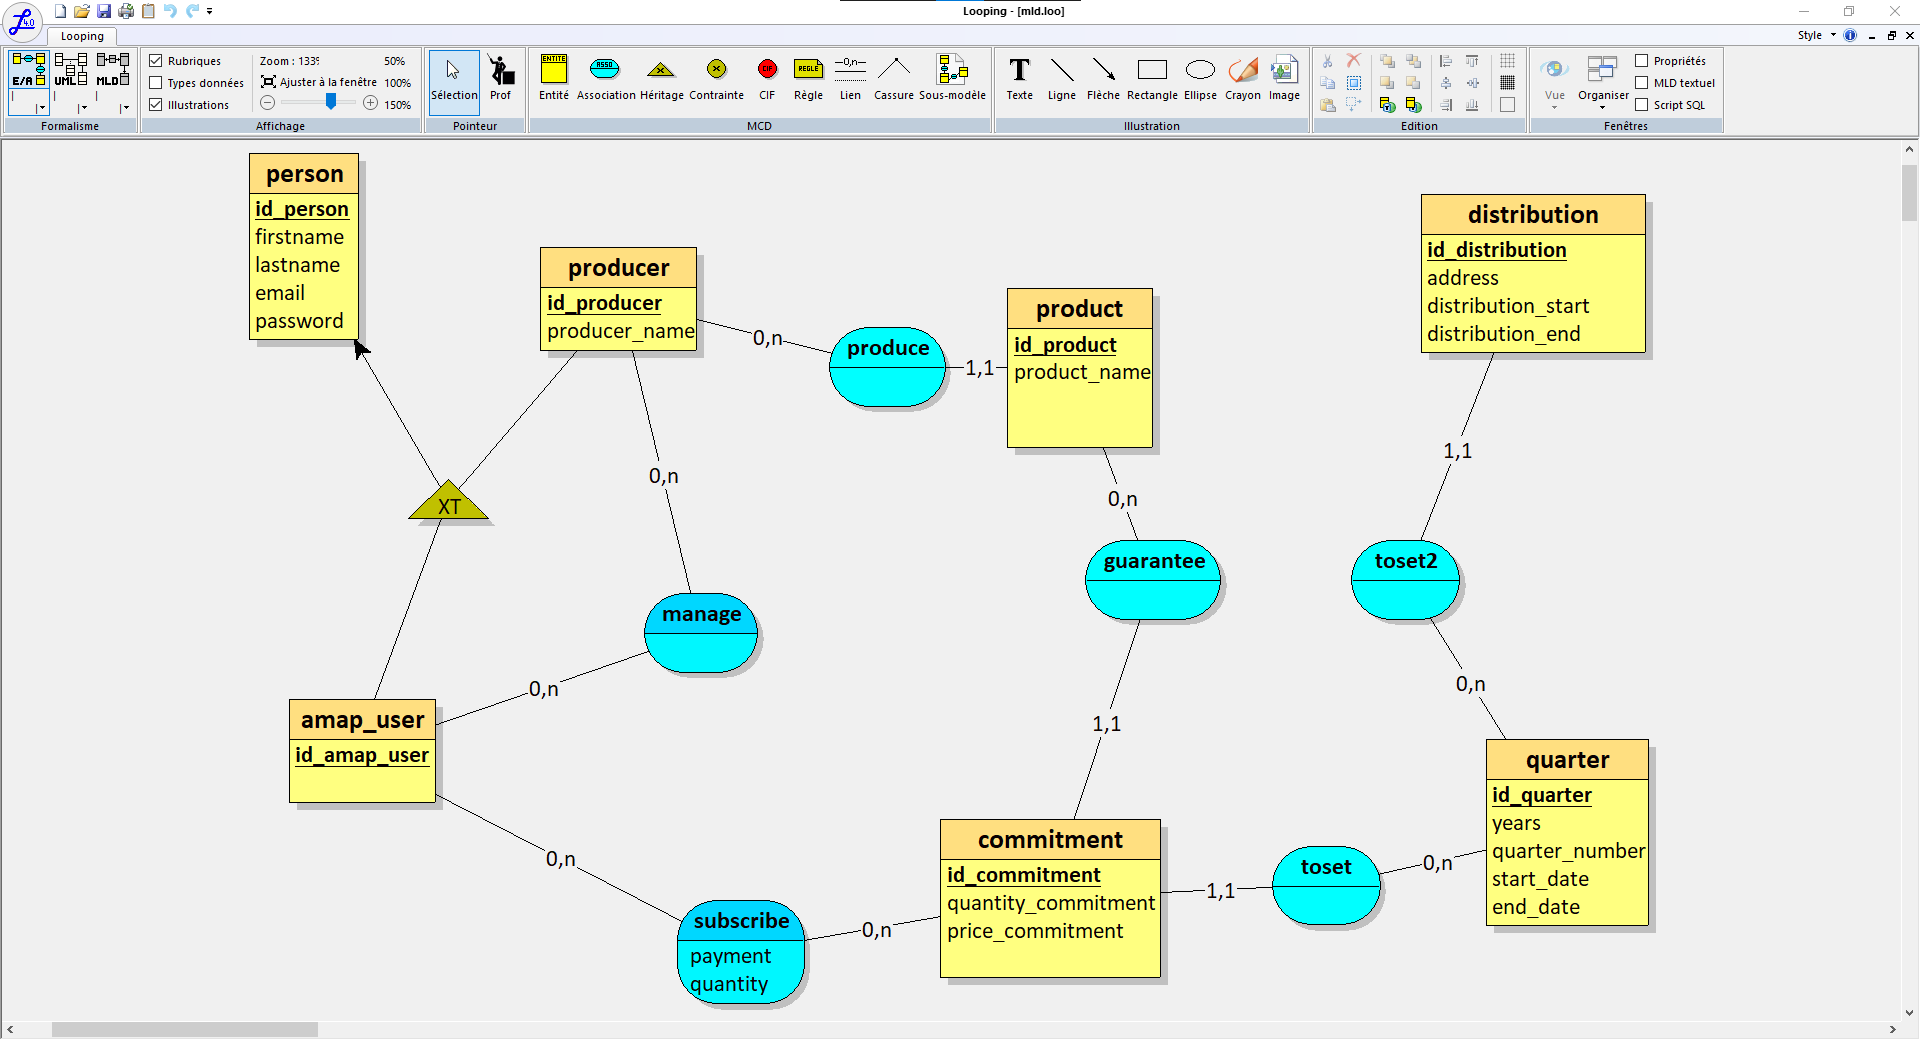 Looping - [mld.loo]
4.0
Looping
Style
E/A
UML
MLD
Formalisme
Rubriques
Types données
Illustrations
Zoom : 133%
50%
Ajuster à la fenêtre
100%
150%
Affichage
Sélection
Prof
Pointeur
ENTITE
Entité
ASSO
Association
Héritage
Contrainte
CIF
CIF
REGLE
Règle
0,n
Lien
Cassure
Sous-modèle
MCD
T
Texte
Ligne
Flèche
Rectangle
Ellipse
Crayon
Image
Illustration
Edition
Vue
Organiser
Propriétés
MLD textuel
Script SQL
Fenêtres
person
id_person
firstname
lastname
email
password
producer
id_producer
producer_name
0,n
produce
1,1
product
id_product
product_name
distribution
id_distribution
address
distribution_start
distribution_end
1,1
XT
0,n
0,n
guarantee
toset2
manage
0,n
0,n
1,1
amap_user
id_amap_user
quarter
id_quarter
years
quarter_number
start_date
end_date
0,n
commitment
id_commitment
quantity_commitment
price_commitment
1,1
toset
0,n
subscribe
payment
quantity
0,n